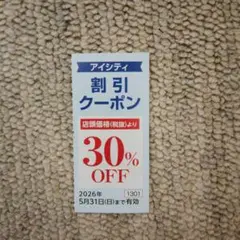 アイシティ
割引
クーポン
店頭価格(税抜)より
30%
OFF
2026年
5月31日(日)まで有効
1301